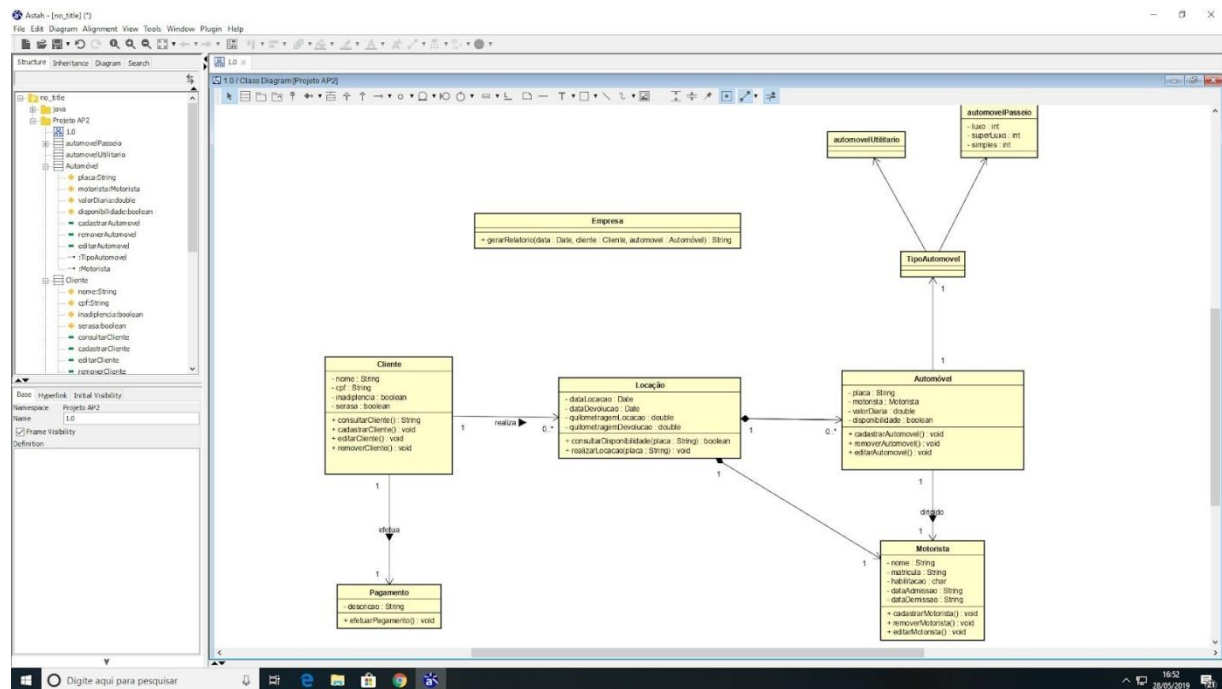 Astah - [no_title] (*)
File Edit Diagram Alignment View Tools Window Plugin Help
Structure Inheritance Diagram Search
no_title
java
Projeto AP2
1.0
automovelPasseio
automovelUtilitario
Automóvel
placa:String
motorista:Motorista
valorDiaria:double
disponibilidade:boolean
cadastrarAutomovel
removerAutomovel
editarAutomovel
:TipoAutomovel
:Motorista
Cliente
nome:String
cpf:String
inadiplencia:boolean
serasa:boolean
consultarCliente
cadastrarCliente
editarCliente
removerCliente
Base Hyperlink Initial Visibility
Namespace Projeto AP2
Name 1.0
Frame Visibility
Definition
1.0
1.0 / Class Diagram [Projeto AP2]
automovelPasseio
- luxo : int
- superLuxo : int
- simples : int
automovelUtilitario
Empresa
+ gerarRelatorio(data : Date, cliente : Cliente, automovel : Automóvel) : String
TipoAutomovel
1
1
Cliente
- nome : String
- cpf : String
- inadiplencia : boolean
- serasa : boolean
+ consultarCliente() : String
+ cadastrarCliente() : void
+ editarCliente() : void
+ removerCliente() : void
1
realiza
0..*
Locação
- dataLocacao : Date
- dataDevolucao : Date
- quilometragemLocacao : double
- quilometragemDevolucao : double
+ consultarDisponibilidade(placa : String) : boolean
+ realizarLocacao(placa : String) : void
1
0..*
Automóvel
- placa : String
- motorista : Motorista
- valorDiaria : double
- disponibilidade : boolean
+ cadastrarAutomovel() : void
+ removerAutomovel() : void
+ editarAutomovel() : void
1
1
1
efetua
dirigido
1
1
1
Pagamento
- descricao : String
+ efetuarPagamento() : void
Motorista
- nome : String
- matricula : String
- habilitacao : char
- dataAdmissao : String
- dataDemissao : String
+ cadastrarMotorista() : void
+ removerMotorista() : void
+ editarMotorista() : void
Digite aqui para pesquisar
16:52
28/05/2019